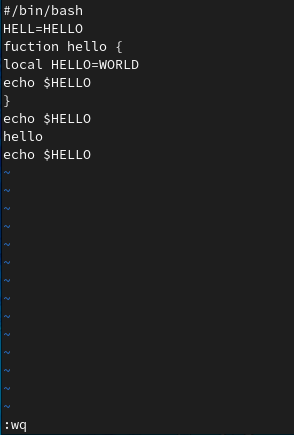 #/bin/bash
HELL=HELLO
fuction hello {
local HELLO=WORLD
echo $HELLO
}
echo $HELLO
hello
echo $HELLO
~
~
~
~
~
~
~
~
~
~
~
~
~
~
:wq